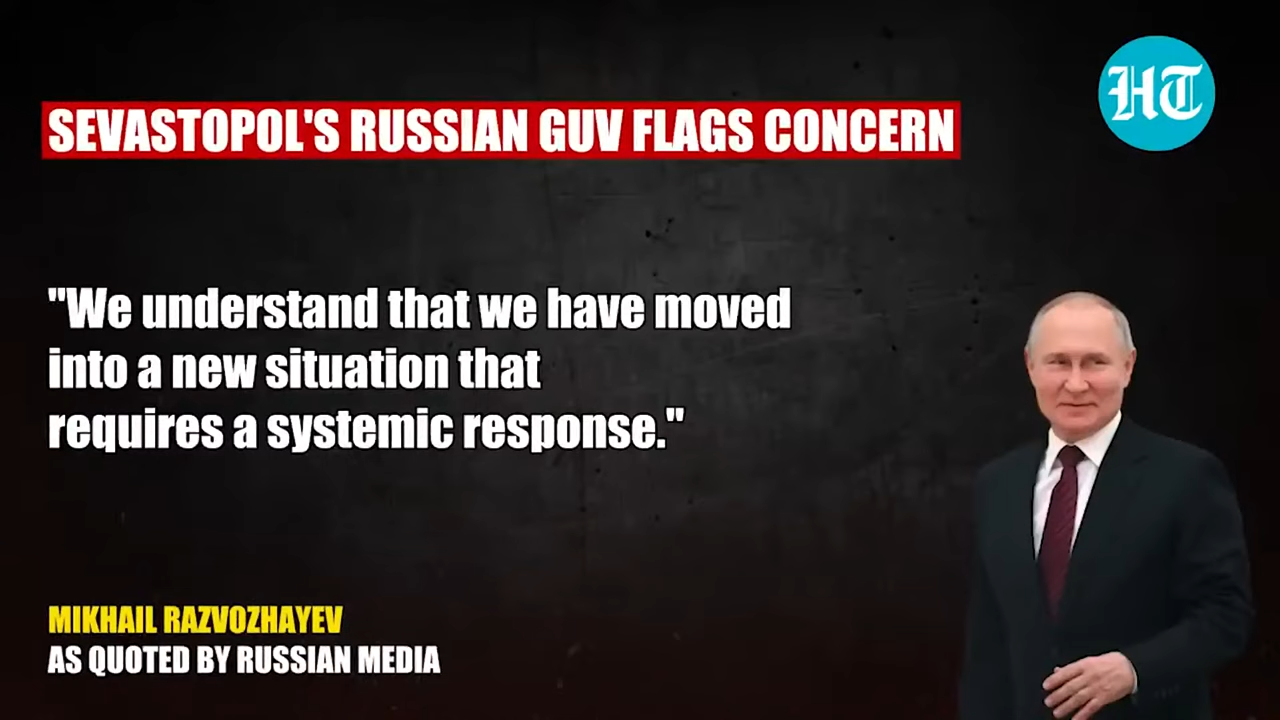 SEVASTOPOL'S RUSSIAN GUV FLAGS CONCERN
HT
"We understand that we have moved
into a new situation that
requires a systemic response."
MIKHAIL RAZVOZHAYEV
AS QUOTED BY RUSSIAN MEDIA